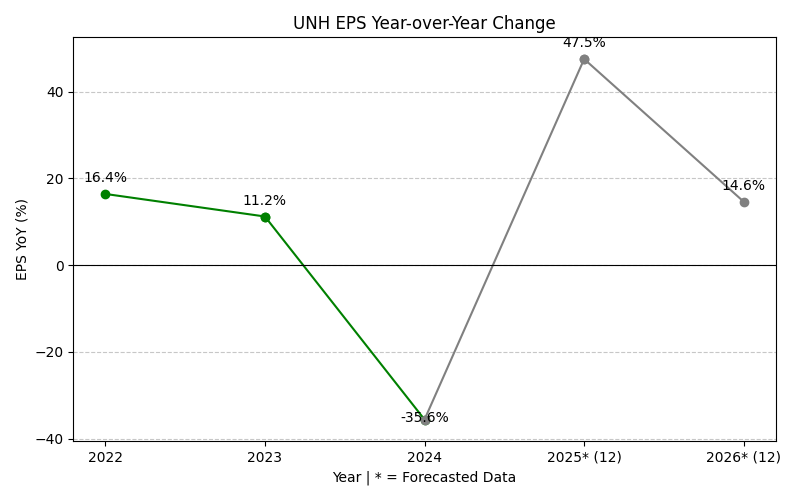 UNH EPS Year-over-Year Change
47.5%
40
16.4%
14.6%
20
11.2%
EPS YoY (%)
0
−20
-35.6%
−40
2022 2023 2024 2025* (12) 2026* (12)
Year | * = Forecasted Data